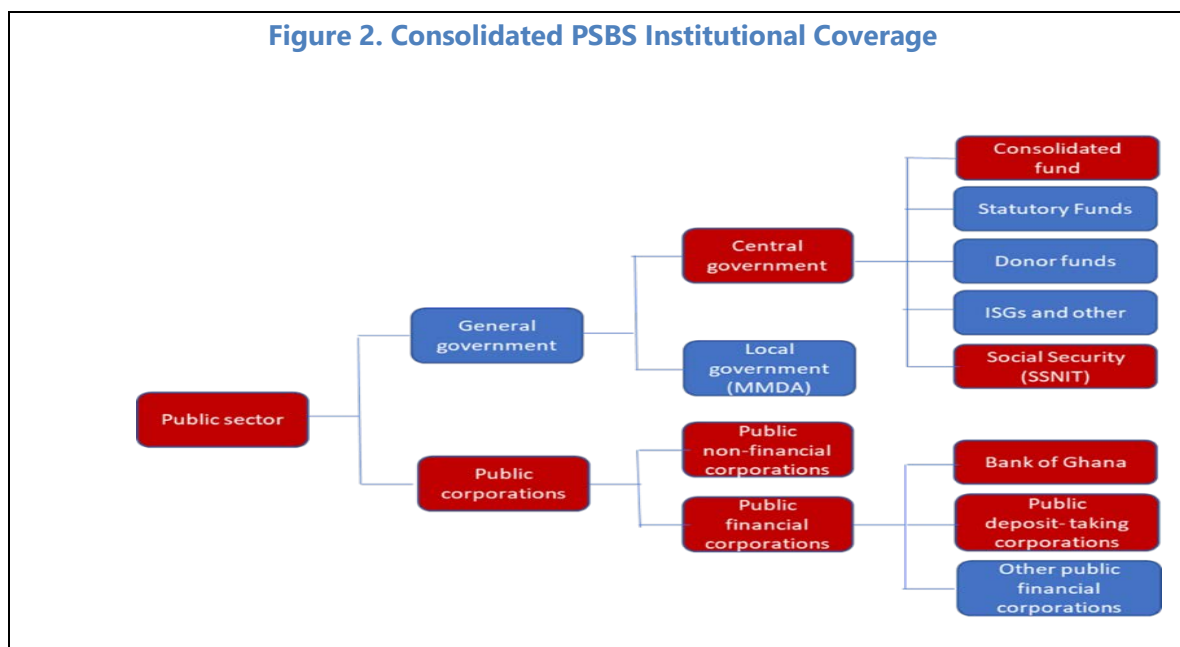 Figure 2. Consolidated PSBS Institutional Coverage
Consolidated
fund
Statutory Funds
Central
government
Donor funds
General
government
ISGs and other
Local
government
(MMDA)
Social Security
(SSNIT)
Public sector
Public
non-financial
corporations
Bank of Ghana
Public
corporations
Public
financial
corporations
Public
deposit- taking
corporations
Other public
financial
corporations